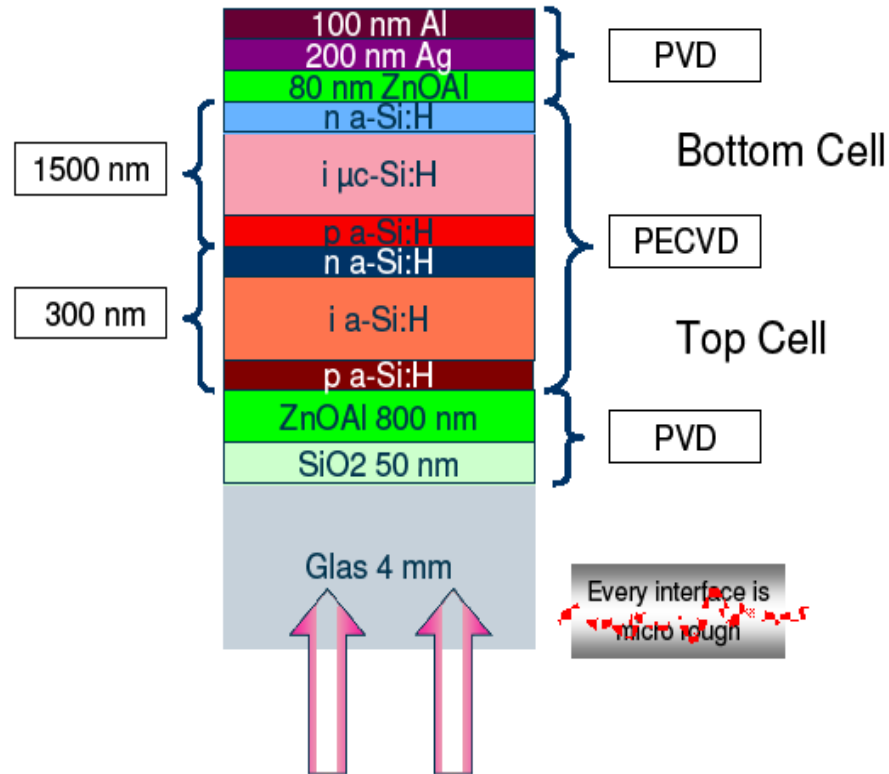 100 nm Al
200 nm Ag
80 nm ZnOAl
n a-Si:H
i µc-Si:H
p a-Si:H
n a-Si:H
i a-Si:H
p a-Si:H
ZnOAl 800 nm
SiO2 50 nm
Glas 4 mm
1500 nm
300 nm
PVD
Bottom Cell
PECVD
Top Cell
PVD
Every interface is
micro rough